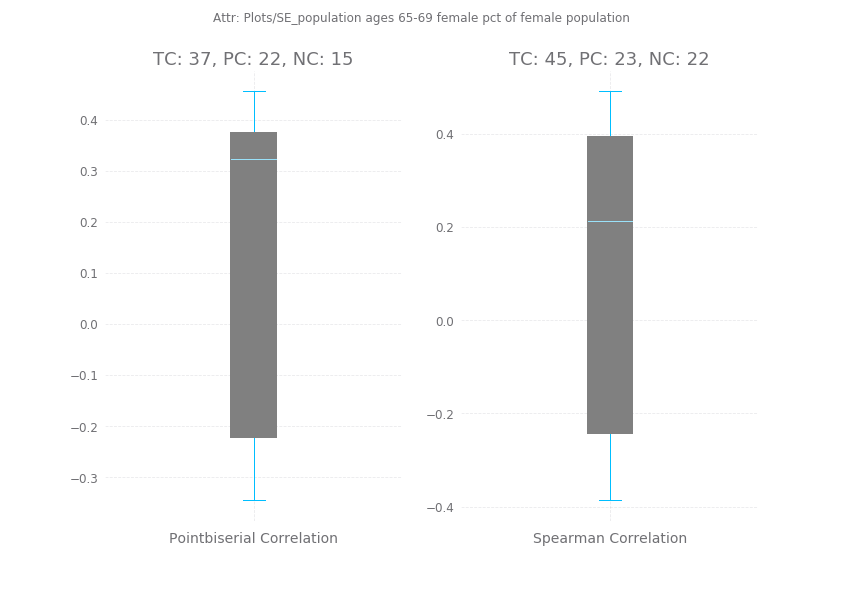 Attr: Plots/SE_population ages 65-69 female pct of female population
TC: 37, PC: 22, NC: 15
0.4
0.3
0.2
0.1
0.0
−0.1
−0.2
−0.3
Pointbiserial Correlation
TC: 45, PC: 23, NC: 22
0.4
0.2
0.0
−0.2
−0.4
Spearman Correlation